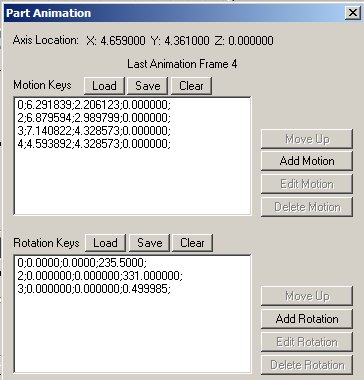 Part Animation
Axis Location: X: 4.659000 Y: 4.361000 Z: 0.000000
Last Animation Frame 4
Motion Keys Load Save Clear
0;6.291839;2.206123;0.000000;
2;6.879594;2.989799;0.000000;
3;7.140822;4.328573;0.000000;
4;4.593892;4.328573;0.000000;
Move Up
Add Motion
Edit Motion
Delete Motion
Rotation Keys Load Save Clear
0;0.0000;0.0000;235.5000;
2;0.000000;0.000000;331.000000;
3;0.000000;0.000000;0.499985;
Move Up
Add Rotation
Edit Rotation
Delete Rotation